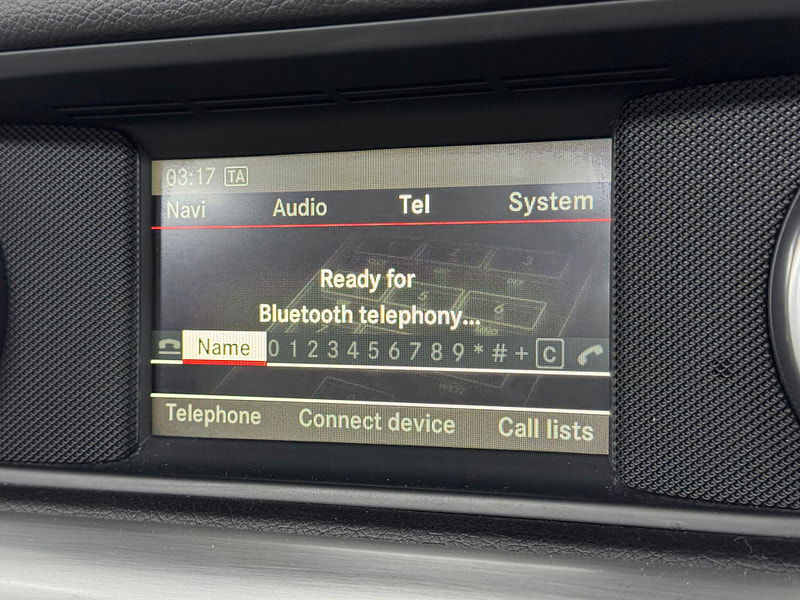 03:17 TA
Navi Audio Tel System
Ready for
Bluetooth telephony...
Name 0 1 2 3 4 5 6 7 8 9 * # + C
Telephone Connect device Call lists